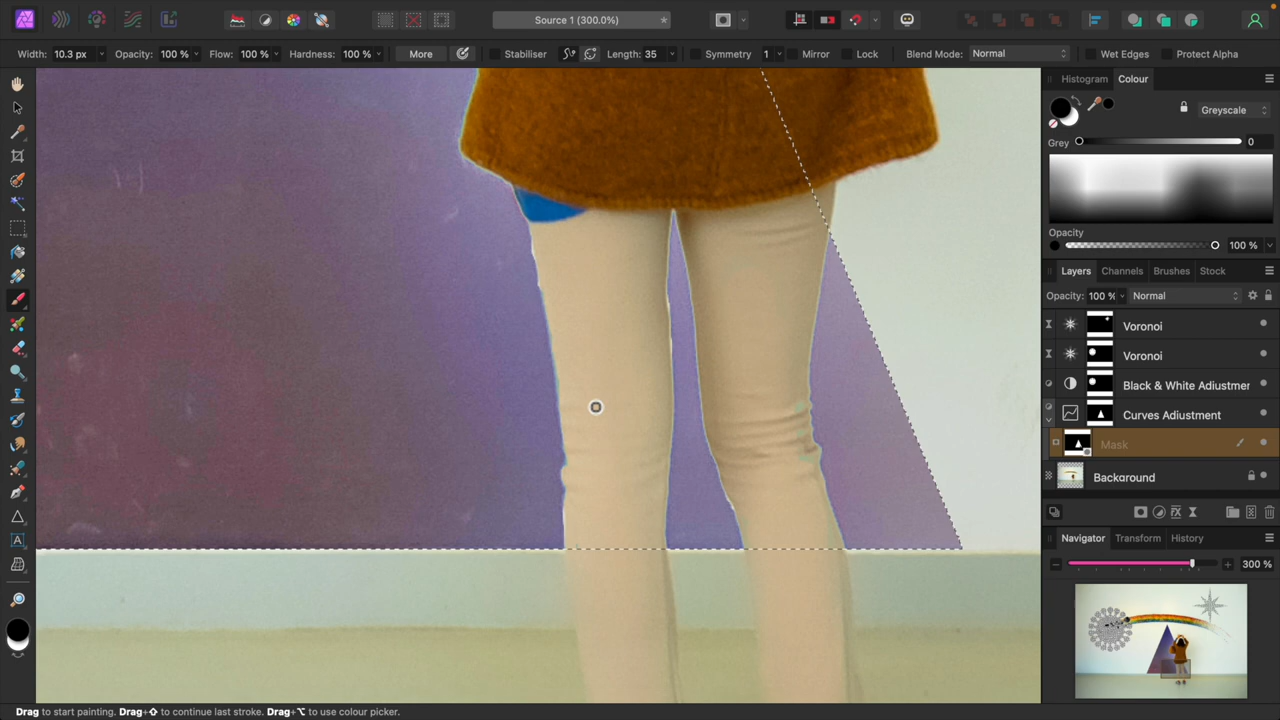 Source 1 (300.0%)
Width: 10.3 px Opacity: 100 % Flow: 100 % Hardness: 100 % More Stabiliser Length: 35 Symmetry 1 Mirror Lock Blend Mode: Normal Wet Edges Protect Alpha
Histogram Colour
Greyscale
Grey 0
Opacity
100 %
Layers Channels Brushes Stock
Opacity: 100 % Normal
Voronoi
Voronoi
Black & White Adjustmer
Curves Adjustment
Mask
Background
Navigator Transform History
300 %
Drag to start painting. Drag+⇧ to continue last stroke. Drag+⌥ to use colour picker.